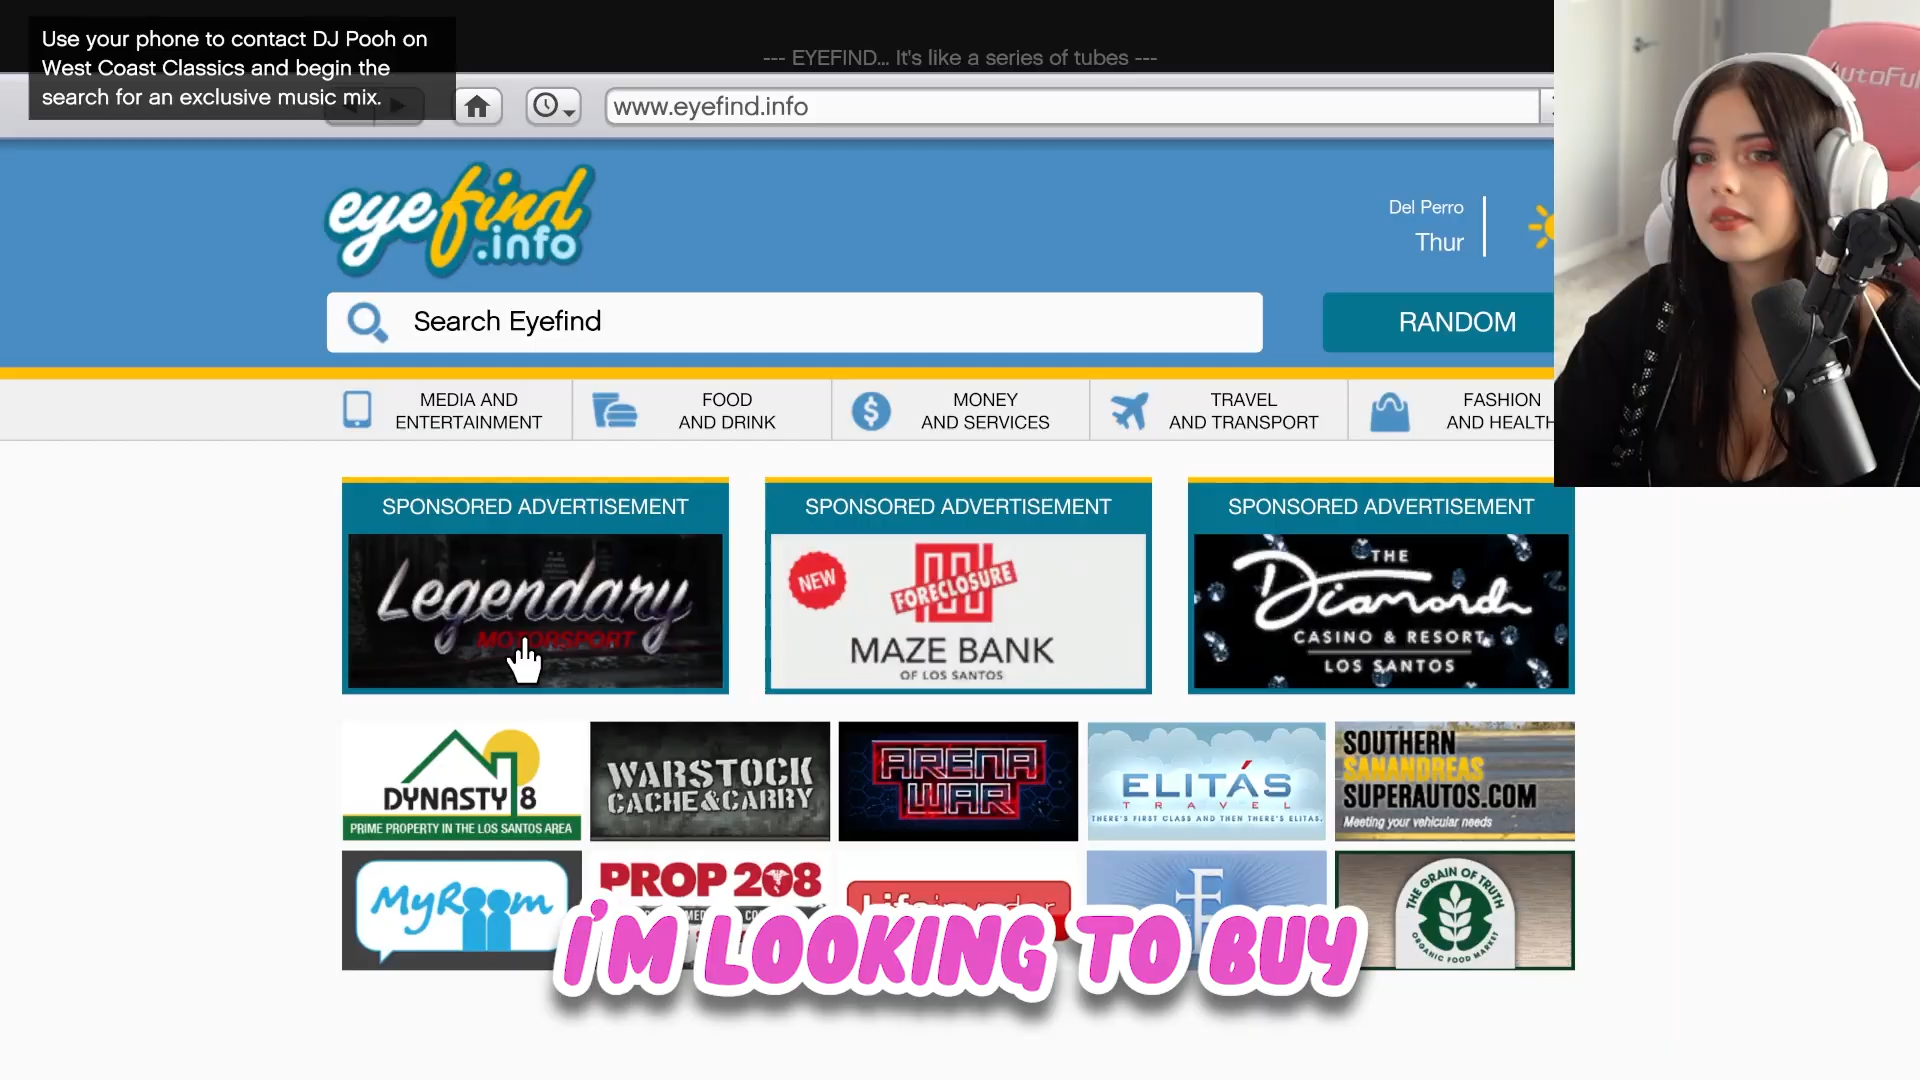 Use your phone to contact DJ Pooh on
West Coast Classics and begin the
search for an exclusive music mix.
--- EYEFIND... It's like a series of tubes ---
www.eyefind.info
eyefind
.info
Del Perro
Thur
Search Eyefind
RANDOM
MEDIA AND
ENTERTAINMENT
FOOD
AND DRINK
MONEY
AND SERVICES
TRAVEL
AND TRANSPORT
FASHION
AND HEALTH
SPONSORED ADVERTISEMENT
SPONSORED ADVERTISEMENT
SPONSORED ADVERTISEMENT
Legendary
MOTORSPORT
NEW
FORECLOSURE
MAZE BANK
OF LOS SANTOS
THE
Diamond
CASINO & RESORT
LOS SANTOS
DYNASTY 8
PRIME PROPERTY IN THE LOS SANTOS AREA
WARSTOCK
CACHE&CARRY
ARENA
WAR
ELITÁS
TRAVEL
THERE'S FIRST CLASS AND THEN THERE'S ELITAS.
SOUTHERN
SANANDREAS
SUPERAUTOS.COM
Meeting your vehicular needs
MyRoom
PROP 208
THE GRAIN OF TRUTH
ORGANIC FOOD MARKET
I'M LOOKING TO BUY